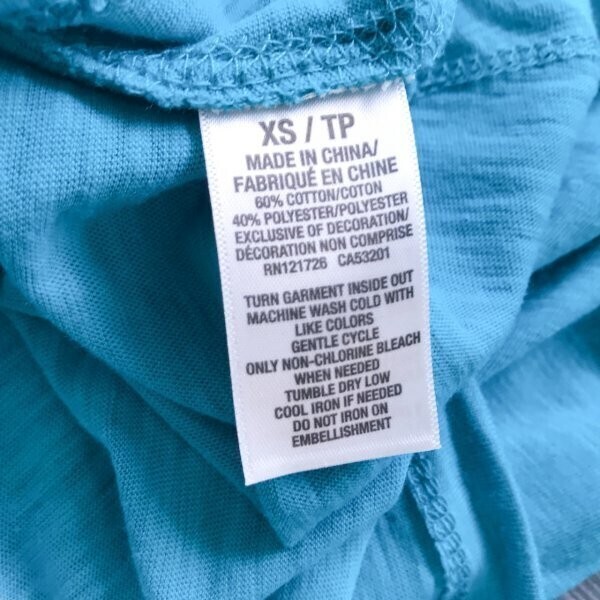 XS / TP
MADE IN CHINA/
FABRIQUÉ EN CHINE
60% COTTON/COTON
40% POLYESTER/POLYESTER
EXCLUSIVE OF DECORATION/
DÉCORATION NON COMPRISE
RN121726 CA53201
TURN GARMENT INSIDE OUT
MACHINE WASH COLD WITH
LIKE COLORS
GENTLE CYCLE
ONLY NON-CHLORINE BLEACH
WHEN NEEDED
TUMBLE DRY LOW
COOL IRON IF NEEDED
DO NOT IRON ON
EMBELLISHMENT